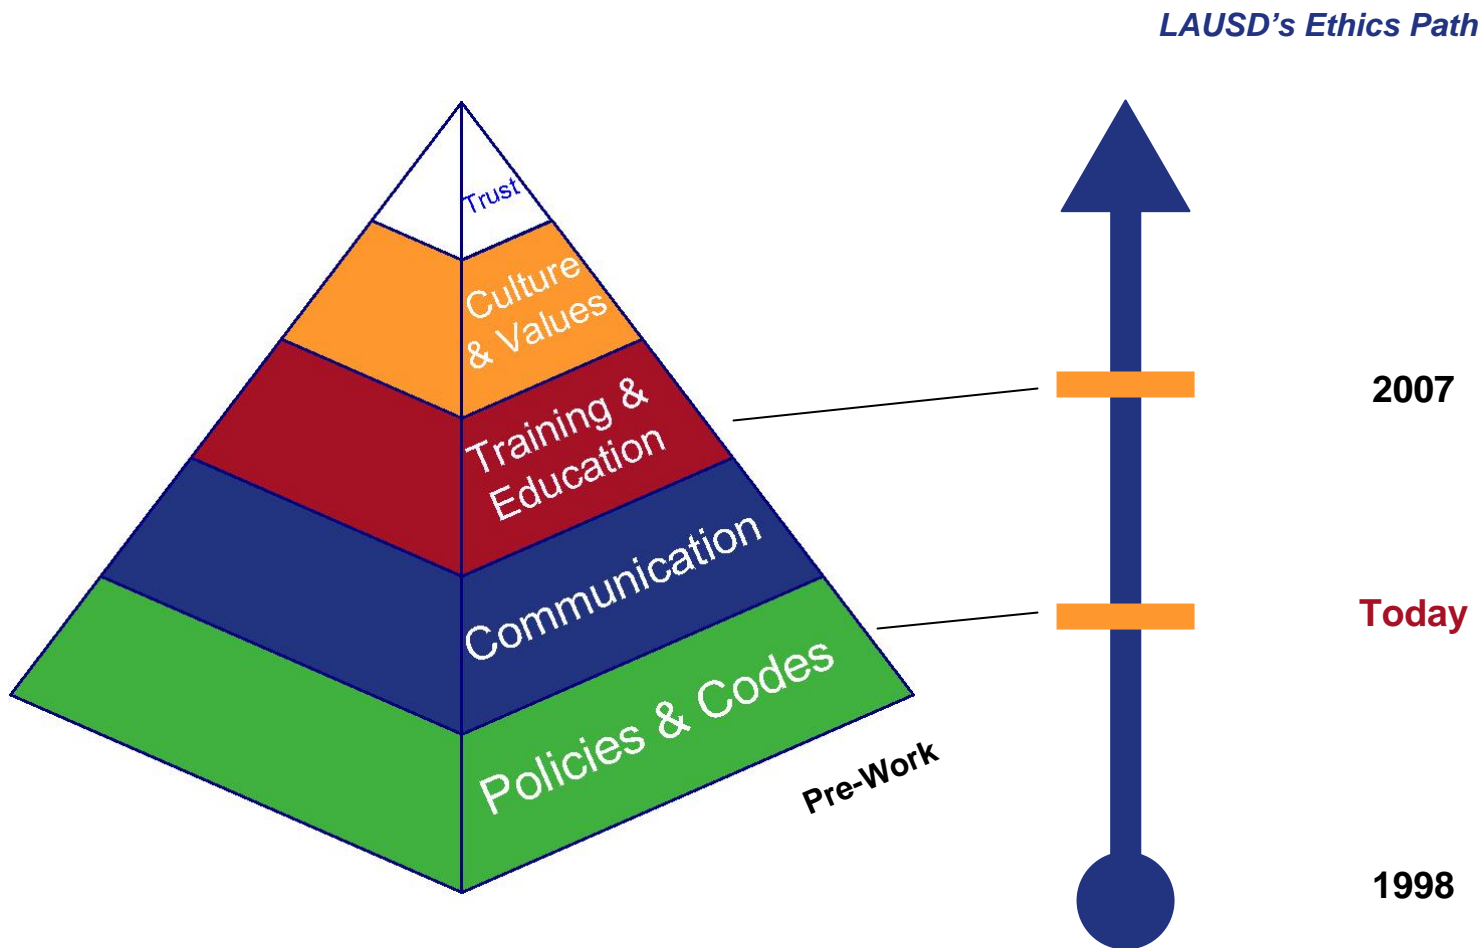 LAUSD’s Ethics Path
Trust
Culture
& Values
Training &
Education
Communication
Policies & Codes
Pre-Work
2007
Today
1998